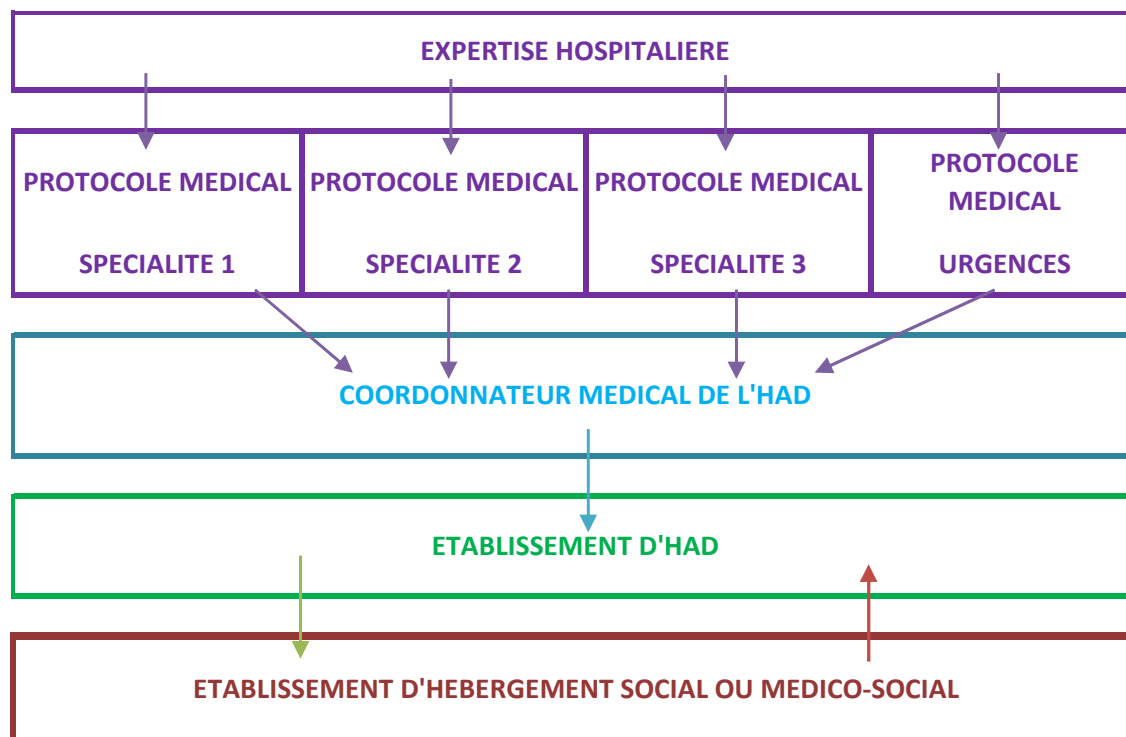 EXPERTISE HOSPITALIERE
PROTOCOLE MEDICAL
SPECIALITE 1
PROTOCOLE MEDICAL
SPECIALITE 2
PROTOCOLE MEDICAL
SPECIALITE 3
PROTOCOLE
MEDICAL
URGENCES
COORDONNATEUR MEDICAL DE L'HAD
ETABLISSEMENT D'HAD
ETABLISSEMENT D'HEBERGEMENT SOCIAL OU MEDICO-SOCIAL